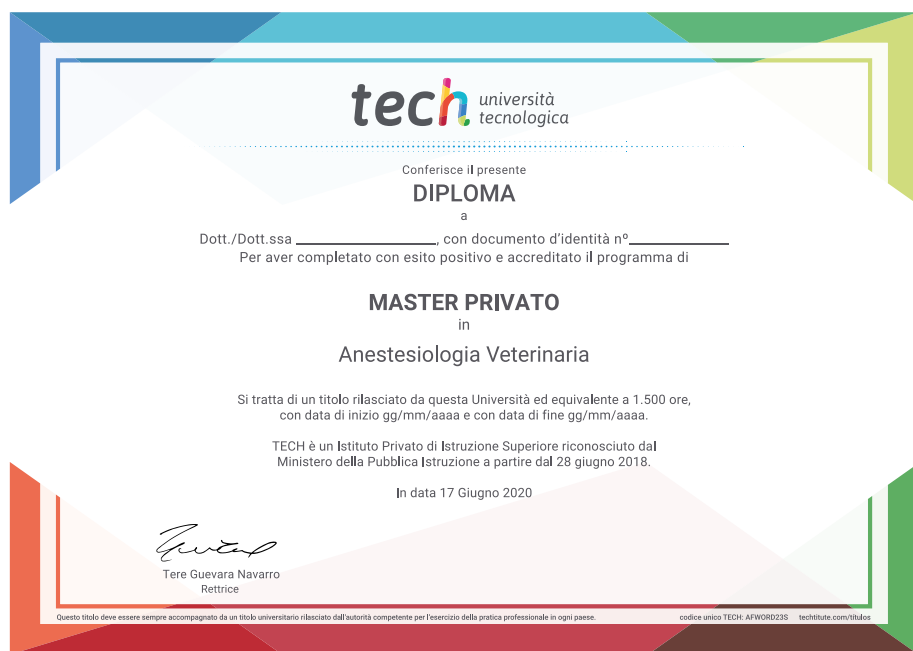 tech università
tecnologica
Conferisce il presente
DIPLOMA
a
Dott./Dott.ssa ____________________, con documento d'identità nº______________
Per aver completato con esito positivo e accreditato il programma di
MASTER PRIVATO
in
Anestesiologia Veterinaria
Si tratta di un titolo rilasciato da questa Università ed equivalente a 1.500 ore,
con data di inizio gg/mm/aaaa e con data di fine gg/mm/aaaa.
TECH è un Istituto Privato di Istruzione Superiore riconosciuto dal
Ministero della Pubblica Istruzione a partire dal 28 giugno 2018.
In data 17 Giugno 2020
Tere Guevara Navarro
Rettrice
Questo titolo deve essere sempre accompagnato da un titolo universitario rilasciato dall'autorità competente per l'esercizio della pratica professionale in ogni paese. codice unico TECH: AFWORD23S techtitute.com/titulos